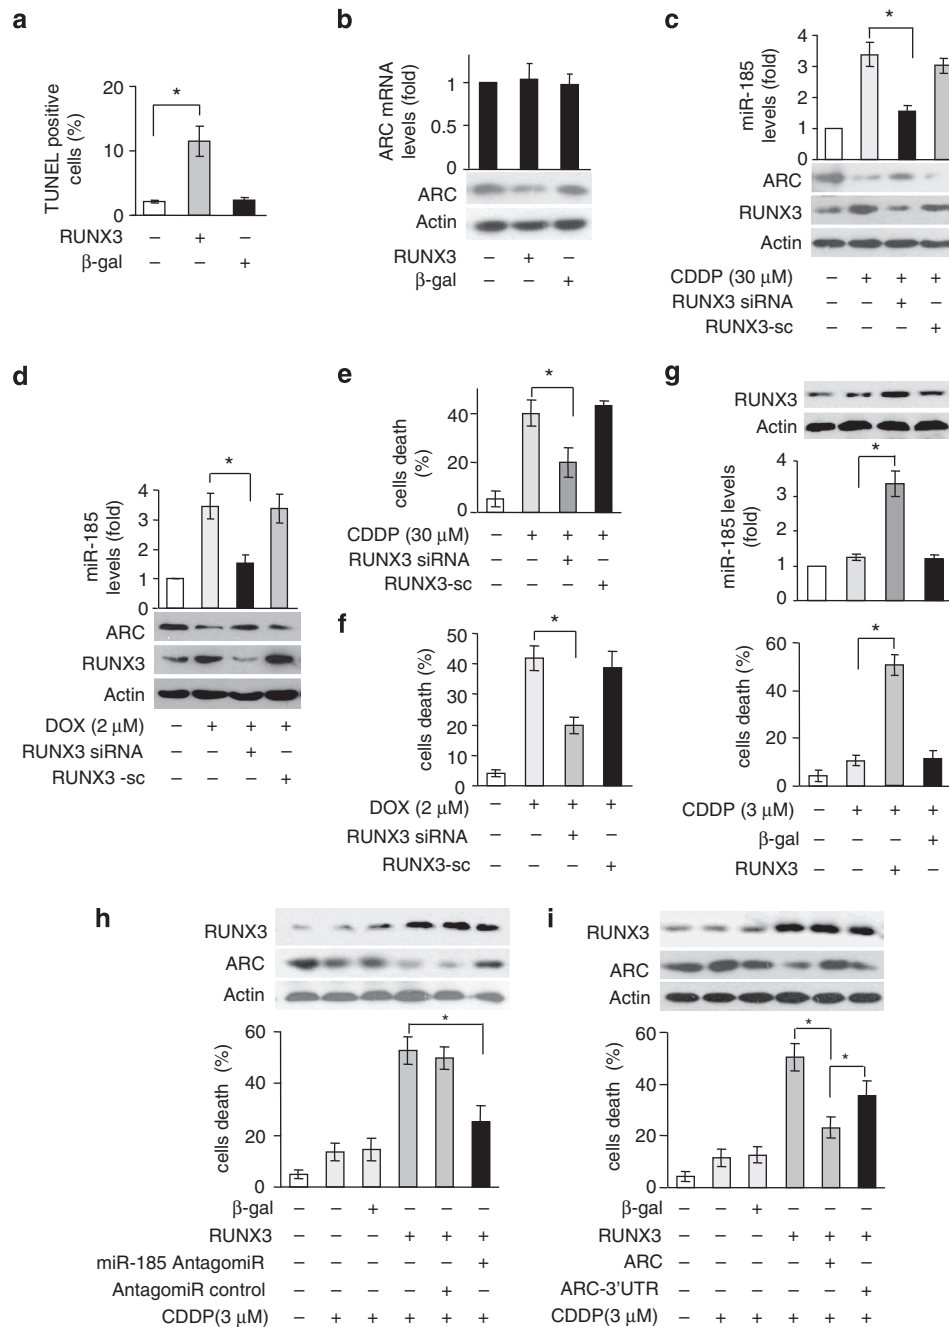 a
TUNEL positive
cells (%)
20
10
0
*
RUNX3 – + –
β-gal – – +
b
ARC mRNA
levels (fold)
1
0.5
0
ARC
Actin
RUNX3 – + –
β-gal – – +
c
miR-185
levels (fold)
4
3
2
1
0
*
ARC
RUNX3
Actin
CDDP (30 μM) – + + +
RUNX3 siRNA – – + –
RUNX3-sc – – – +
d
miR-185
levels (fold)
4
3
2
1
0
*
ARC
RUNX3
Actin
DOX (2 μM) – + + +
RUNX3 siRNA – – + –
RUNX3 -sc – – – +
e
cells death
(%)
40
20
0
*
CDDP (30 μM) – + + +
RUNX3 siRNA – – + –
RUNX3-sc – – – +
f
cells death (%)
50
40
30
20
10
0
*
DOX (2 μM) – + + +
RUNX3 siRNA – – + –
RUNX3-sc – – – +
g
RUNX3
Actin
miR-185 levels
(fold)
4
3
2
1
0
*
cells death (%)
60
40
20
0
*
CDDP (3 μM) – + + +
β-gal – – – +
RUNX3 – – + –
h
RUNX3
ARC
Actin
cells death (%)
60
40
20
0
*
β-gal – – + – – –
RUNX3 – – – + + +
miR-185 AntagomiR – – – – – +
AntagomiR control – – – – + –
CDDP(3 μM) – + + + + +
i
RUNX3
ARC
Actin
cells death (%)
60
40
20
0
*
*
β-gal – – + – – –
RUNX3 – – – + + +
ARC – – – – + –
ARC-3'UTR – – – – – +
CDDP(3 μM) – + + + + +